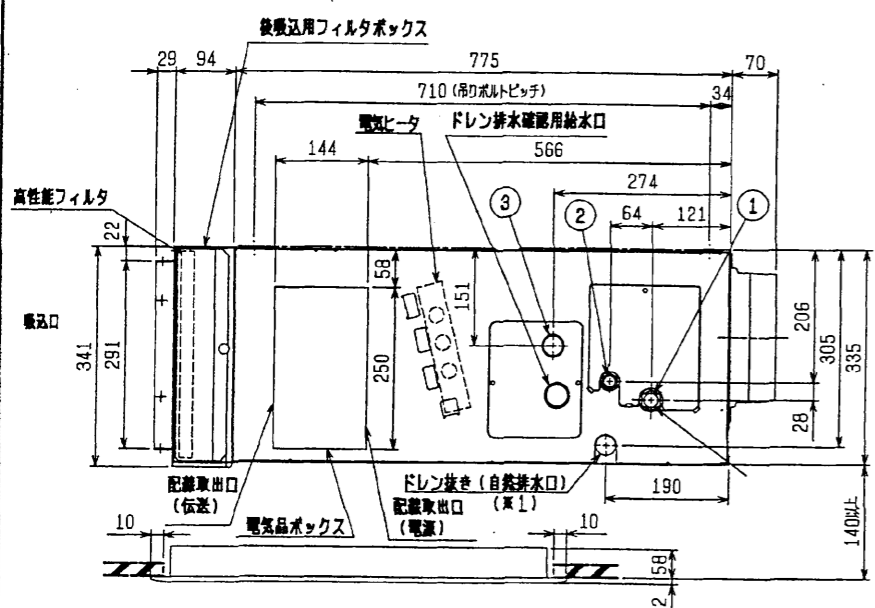 後吸込用フィルタボックス
29
94
775
70
710 (吊りボルトピッチ)
34
電気ヒータ
ドレン排水確認用給水口
144
566
274
高性能フィルタ
③
②
64
121
①
22
58
151
吸込口
341
291
250
206
305
335
28
配線取出口
(伝送)
ドレン抜き (自然排水口)
(※1)
190
配線取出口
(電源)
電気品ボックス
140以上
10
10
58
2